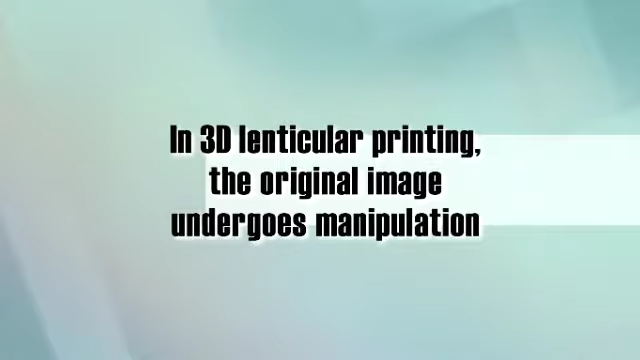 In 3D lenticular printing,
the original image
undergoes manipulation